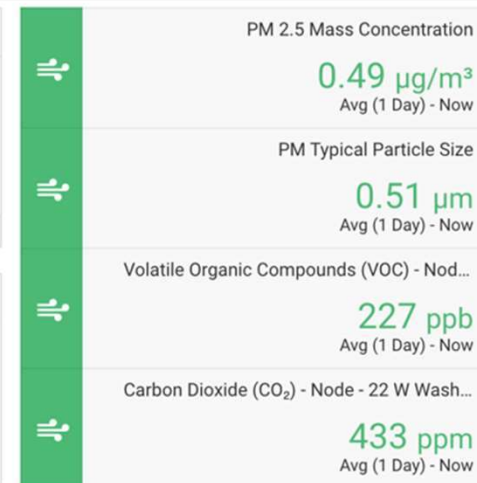 PM 2.5 Mass Concentration
0.49 µg/m³
Avg (1 Day) - Now
PM Typical Particle Size
0.51 µm
Avg (1 Day) - Now
Volatile Organic Compounds (VOC) - Nod...
227 ppb
Avg (1 Day) - Now
Carbon Dioxide (CO₂) - Node - 22 W Wash...
433 ppm
Avg (1 Day) - Now